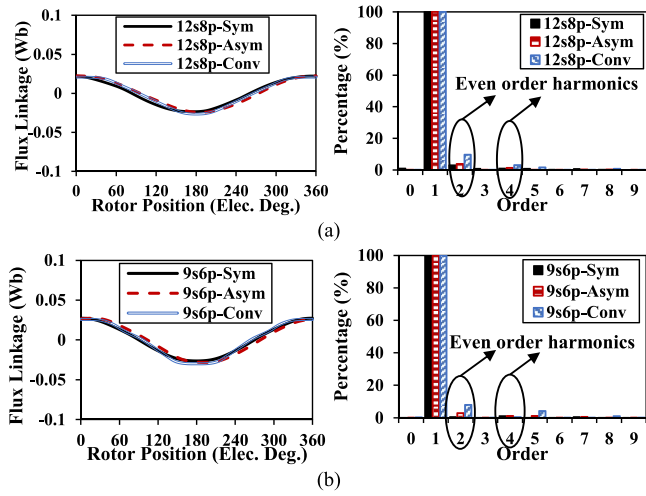 0.1
0.05
0
-0.05
-0.1
Flux Linkage (Wb)
12s8p-Sym
12s8p-Asym
12s8p-Conv
0 60 120 180 240 300 360
Rotor Position (Elec. Deg.)
100
80
60
40
20
0
Percentage (%)
12s8p-Sym
12s8p-Asym
12s8p-Conv
Even order harmonics
0 1 2 3 4 5 6 7 8 9
Order
(a)
0.1
0.05
0
-0.05
-0.1
Flux Linkage (Wb)
9s6p-Sym
9s6p-Asym
9s6p-Conv
0 60 120 180 240 300 360
Rotor Position (Elec. Deg.)
100
80
60
40
20
0
Percentage (%)
9s6p-Sym
9s6p-Asym
9s6p-Conv
Even order harmonics
0 1 2 3 4 5 6 7 8 9
Order
(b)